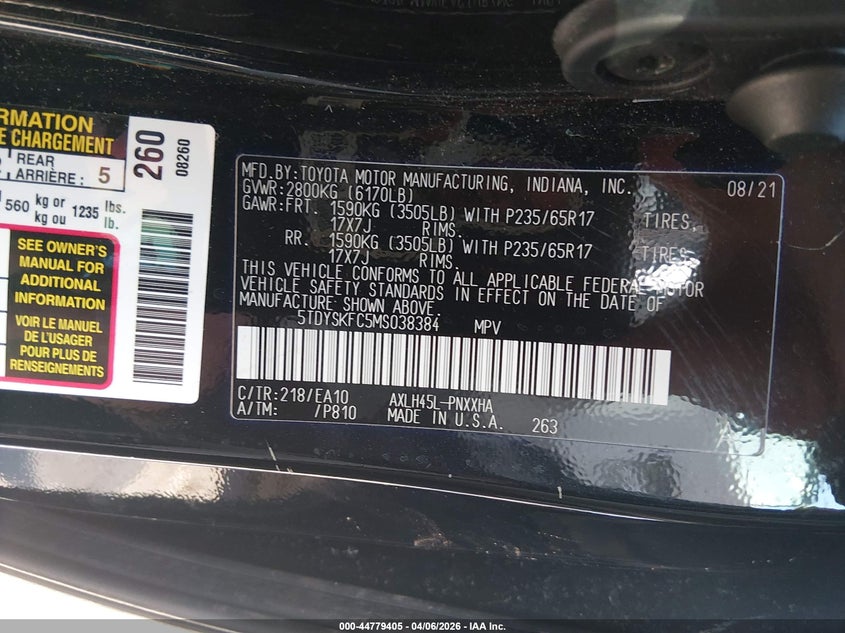 ORMATION
E CHARGEMENT
REAR
ARRIÈRE: 5
560 kg or 1235 lbs.
kg ou lb.
SEE OWNER'S
MANUAL FOR
ADDITIONAL
INFORMATION
VOIR LE MANUEL
DE L'USAGER
POUR PLUS DE
RENSEIGNEMENTS
260
08260
MFD.BY:TOYOTA MOTOR MANUFACTURING, INDIANA, INC. 08/21
GVWR:2800KG (6170LB)
GAWR:FRT. 1590KG (3505LB) WITH P235/65R17 TIRES,
17X7J RIMS.
RR. 1590KG (3505LB) WITH P235/65R17 TIRES,
17X7J RIMS.
THIS VEHICLE CONFORMS TO ALL APPLICABLE FEDERAL MOTOR
VEHICLE SAFETY STANDARDS IN EFFECT ON THE DATE OF
MANUFACTURE SHOWN ABOVE.
5TDYSKFC5MS038384 MPV
C/TR:218/EA10 AXLH45L-PNXXHA
A/TM: /P810 MADE IN U.S.A. 263
000-44779405 - 04/06/2026 - IAA Inc.